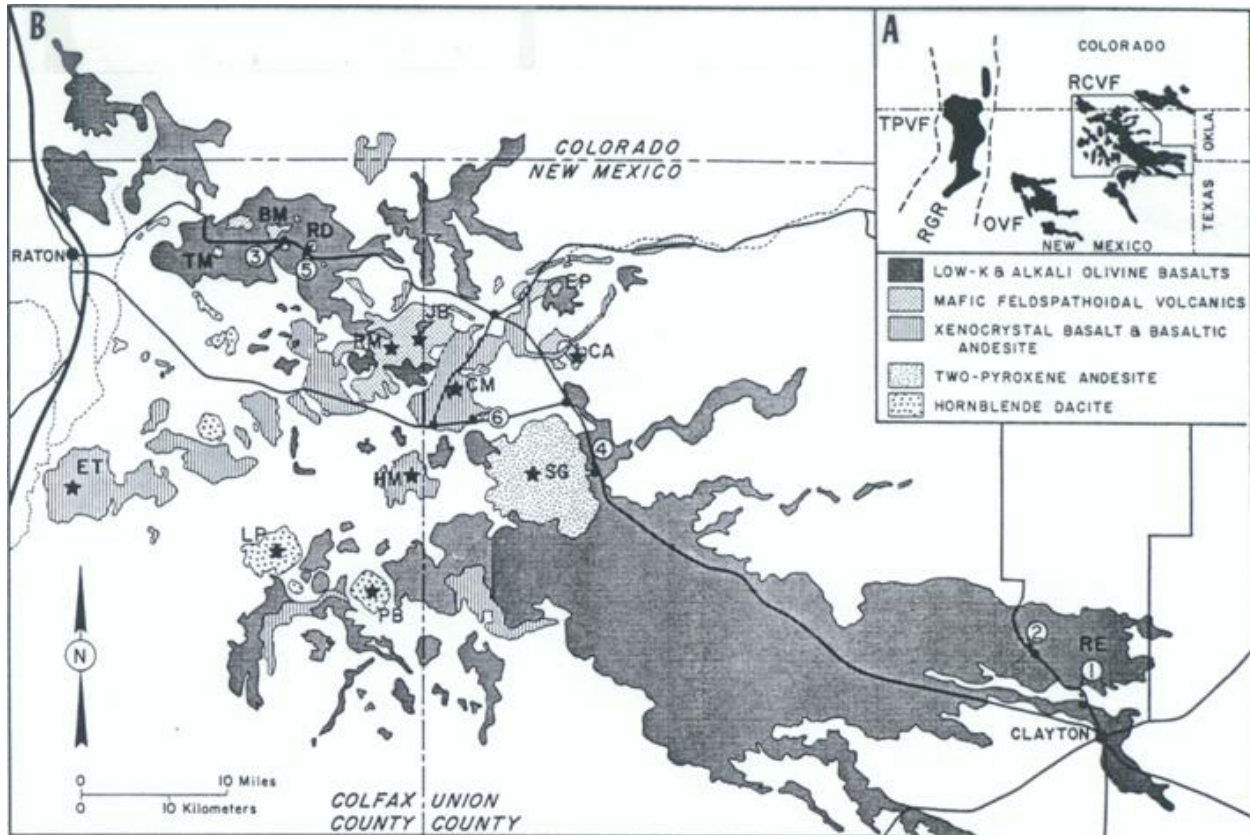 B
A
COLORADO
RCVF
TPVF
OKLA.
TEXAS
RGR
OVF
NEW MEXICO
LOW-K & ALKALI OLIVINE BASALTS
MAFIC FELDSPATHOIDAL VOLCANICS
XENOCRYSTAL BASALT & BASALTIC
ANDESITE
TWO-PYROXENE ANDESITE
HORNBLENDE DACITE
COLORADO
NEW MEXICO
BM
RD
RATON
TM
3
5
EP
JB
RM
CA
CM
6
4
ET
HM
SG
LP
PB
N
2
RE
1
CLAYTON
0 10 Miles
0 10 Kilometers
COLFAX UNION
COUNTY COUNTY